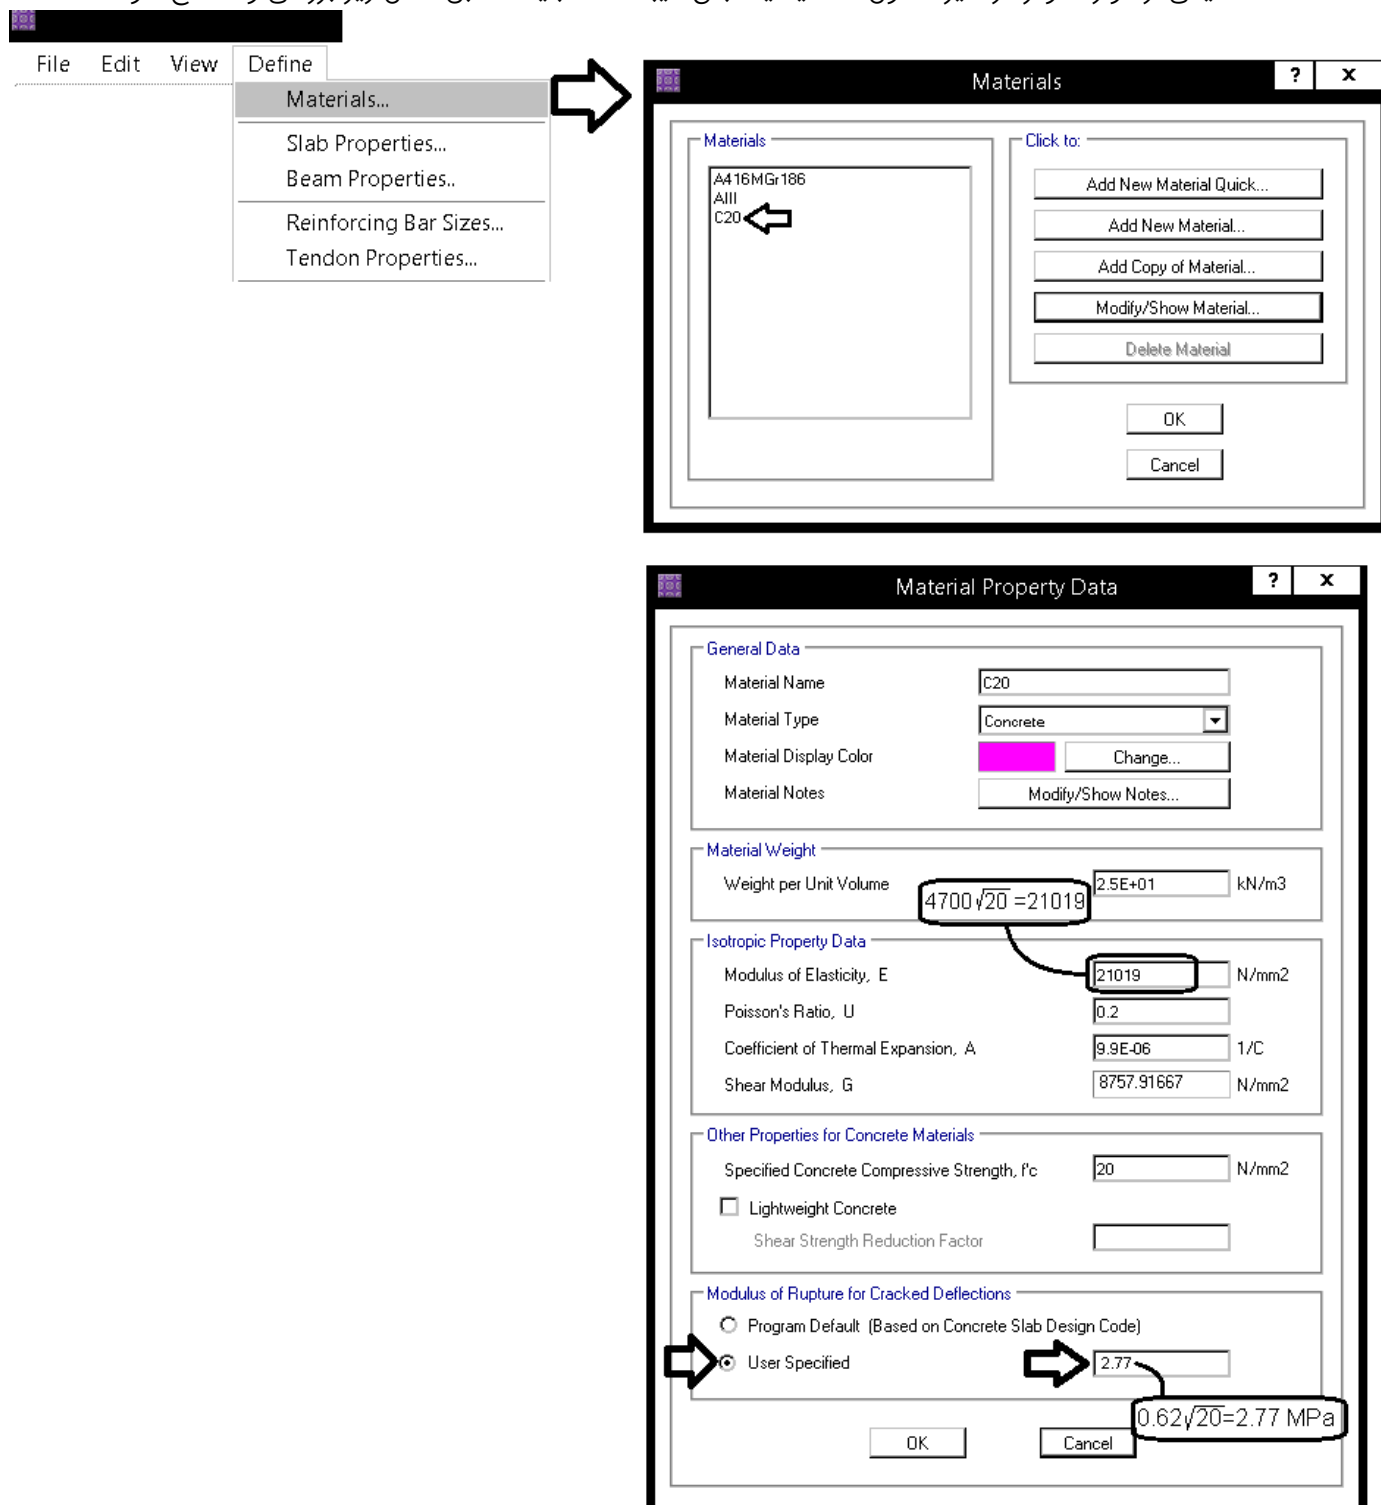 File Edit View Define
Materials...
Slab Properties...
Beam Properties..
Reinforcing Bar Sizes...
Tendon Properties...
Materials
? x
Materials
A416MGr186
AIII
C20
Click to:
Add New Material Quick...
Add New Material...
Add Copy of Material...
Modify/Show Material...
Delete Material
OK
Cancel
Material Property Data
? x
General Data
Material Name C20
Material Type Concrete
Material Display Color Change...
Material Notes Modify/Show Notes...
Material Weight
Weight per Unit Volume 2.5E+01 kN/m3
4700√20 =21019
Isotropic Property Data
Modulus of Elasticity, E 21019 N/mm2
Poisson's Ratio, U 0.2
Coefficient of Thermal Expansion, A 9.9E-06 1/C
Shear Modulus, G 8757.91667 N/mm2
Other Properties for Concrete Materials
Specified Concrete Compressive Strength, f'c 20 N/mm2
Lightweight Concrete
Shear Strength Reduction Factor
Modulus of Rupture for Cracked Deflections
Program Default (Based on Concrete Slab Design Code)
User Specified 2.77
0.62√20=2.77 MPa
OK Cancel